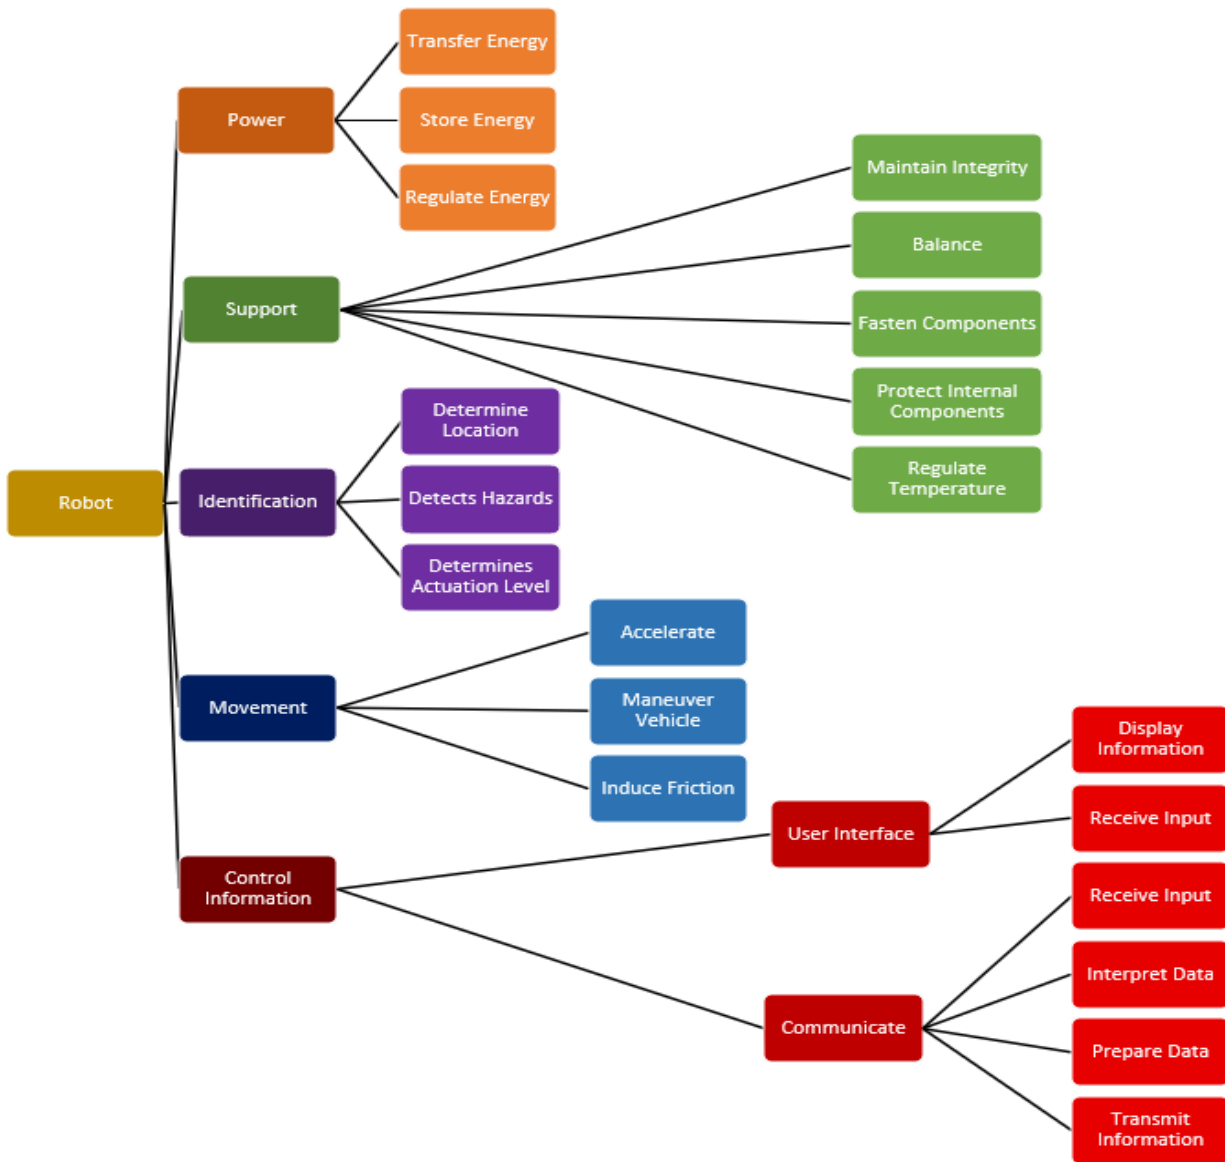 Transfer Energy
Power
Store Energy
Regulate Energy
Maintain Integrity
Balance
Support
Fasten Components
Protect Internal
Components
Regulate
Temperature
Determine
Location
Robot
Identification
Detects Hazards
Determines
Actuation Level
Accelerate
Movement
Maneuver
Vehicle
Induce Friction
Display
Information
User Interface
Receive Input
Control
Information
Receive Input
Interpret Data
Communicate
Prepare Data
Transmit
Information